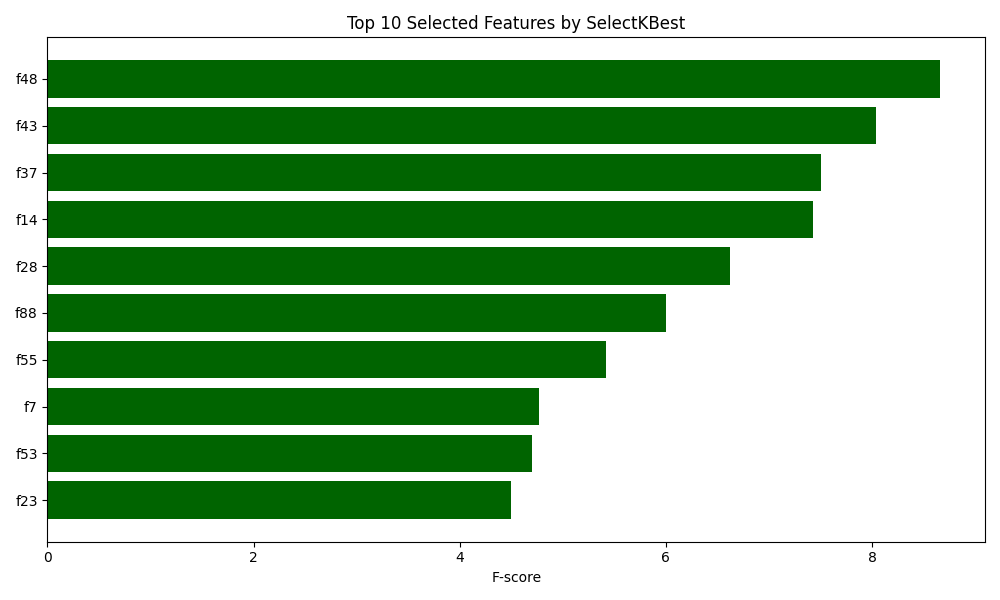 Top 10 Selected Features by SelectKBest
f48
f43
f37
f14
f28
f88
f55
f7
f53
f23
0 2 4 6 8
F-score